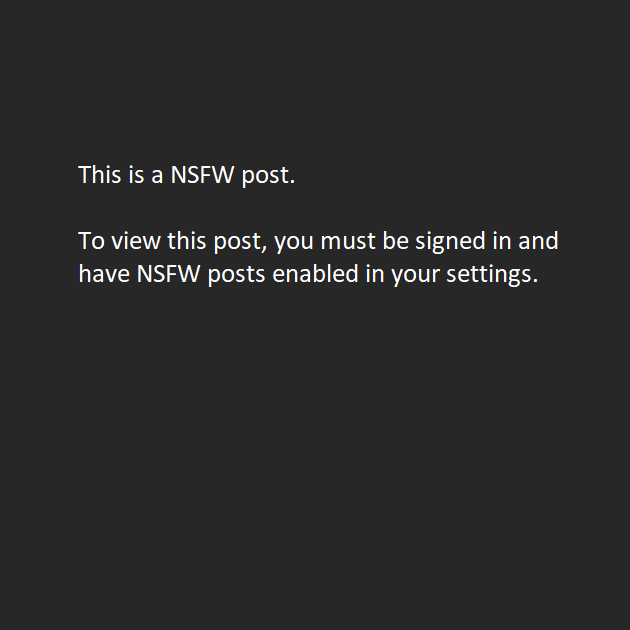 This is a NSFW post.
To view this post, you must be signed in and
have NSFW posts enabled in your settings.